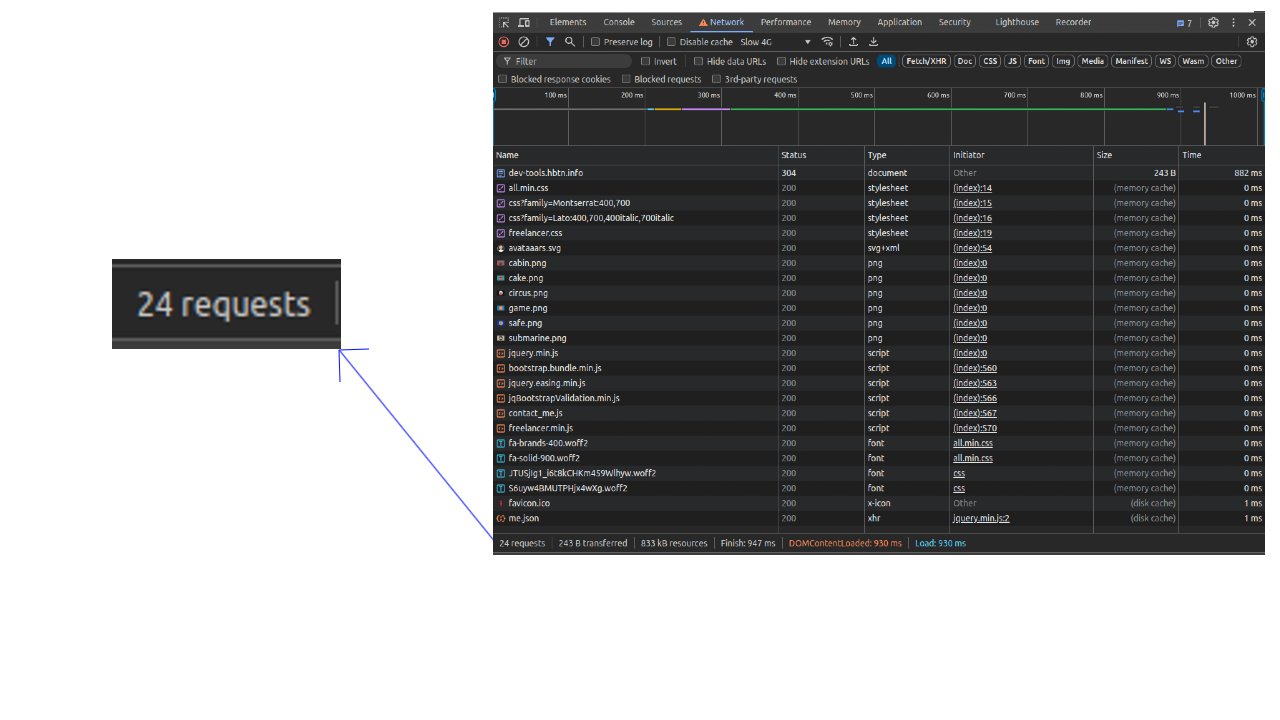 24 requests
Elements Console Sources Network Performance Memory Application Security Lighthouse Recorder 7
Preserve log Disable cache Slow 4G
Filter Invert Hide data URLs Hide extension URLs All Fetch/XHR Doc CSS JS Font Img Media Manifest WS Wasm Other
Blocked response cookies Blocked requests 3rd-party requests
100 ms 200 ms 300 ms 400 ms 500 ms 600 ms 700 ms 800 ms 900 ms 1000 ms
Name Status Type Initiator Size Time
dev-tools.hbtn.info 304 document Other 243 B 882 ms
all.min.css 200 stylesheet (index):14 (memory cache) 0 ms
css?family=Montserrat:400,700 200 stylesheet (index):15 (memory cache) 0 ms
css?family=Lato:400,700,400italic,700italic 200 stylesheet (index):16 (memory cache) 0 ms
freelancer.css 200 stylesheet (index):19 (memory cache) 0 ms
avataaars.svg 200 svg+xml (index):54 (memory cache) 0 ms
cabin.png 200 png (index):0 (memory cache) 0 ms
cake.png 200 png (index):0 (memory cache) 0 ms
circus.png 200 png (index):0 (memory cache) 0 ms
game.png 200 png (index):0 (memory cache) 0 ms
safe.png 200 png (index):0 (memory cache) 0 ms
submarine.png 200 png (index):0 (memory cache) 0 ms
jquery.min.js 200 script (index):0 (memory cache) 0 ms
bootstrap.bundle.min.js 200 script (index):560 (memory cache) 0 ms
jquery.easing.min.js 200 script (index):563 (memory cache) 0 ms
jqBootstrapValidation.min.js 200 script (index):566 (memory cache) 0 ms
contact_me.js 200 script (index):567 (memory cache) 0 ms
freelancer.min.js 200 script (index):570 (memory cache) 0 ms
fa-brands-400.woff2 200 font all.min.css (memory cache) 0 ms
fa-solid-900.woff2 200 font all.min.css (memory cache) 0 ms
JTUSjIg1_i6t8kCHKm459Wlhyw.woff2 200 font css (memory cache) 0 ms
S6uyw4BMUTPHjx4wXg.woff2 200 font css (memory cache) 0 ms
favicon.ico 200 x-icon Other (disk cache) 1 ms
me.json 200 xhr jquery.min.js:2 (disk cache) 1 ms
24 requests 243 B transferred 833 kB resources Finish: 947 ms DOMContentLoaded: 930 ms Load: 930 ms